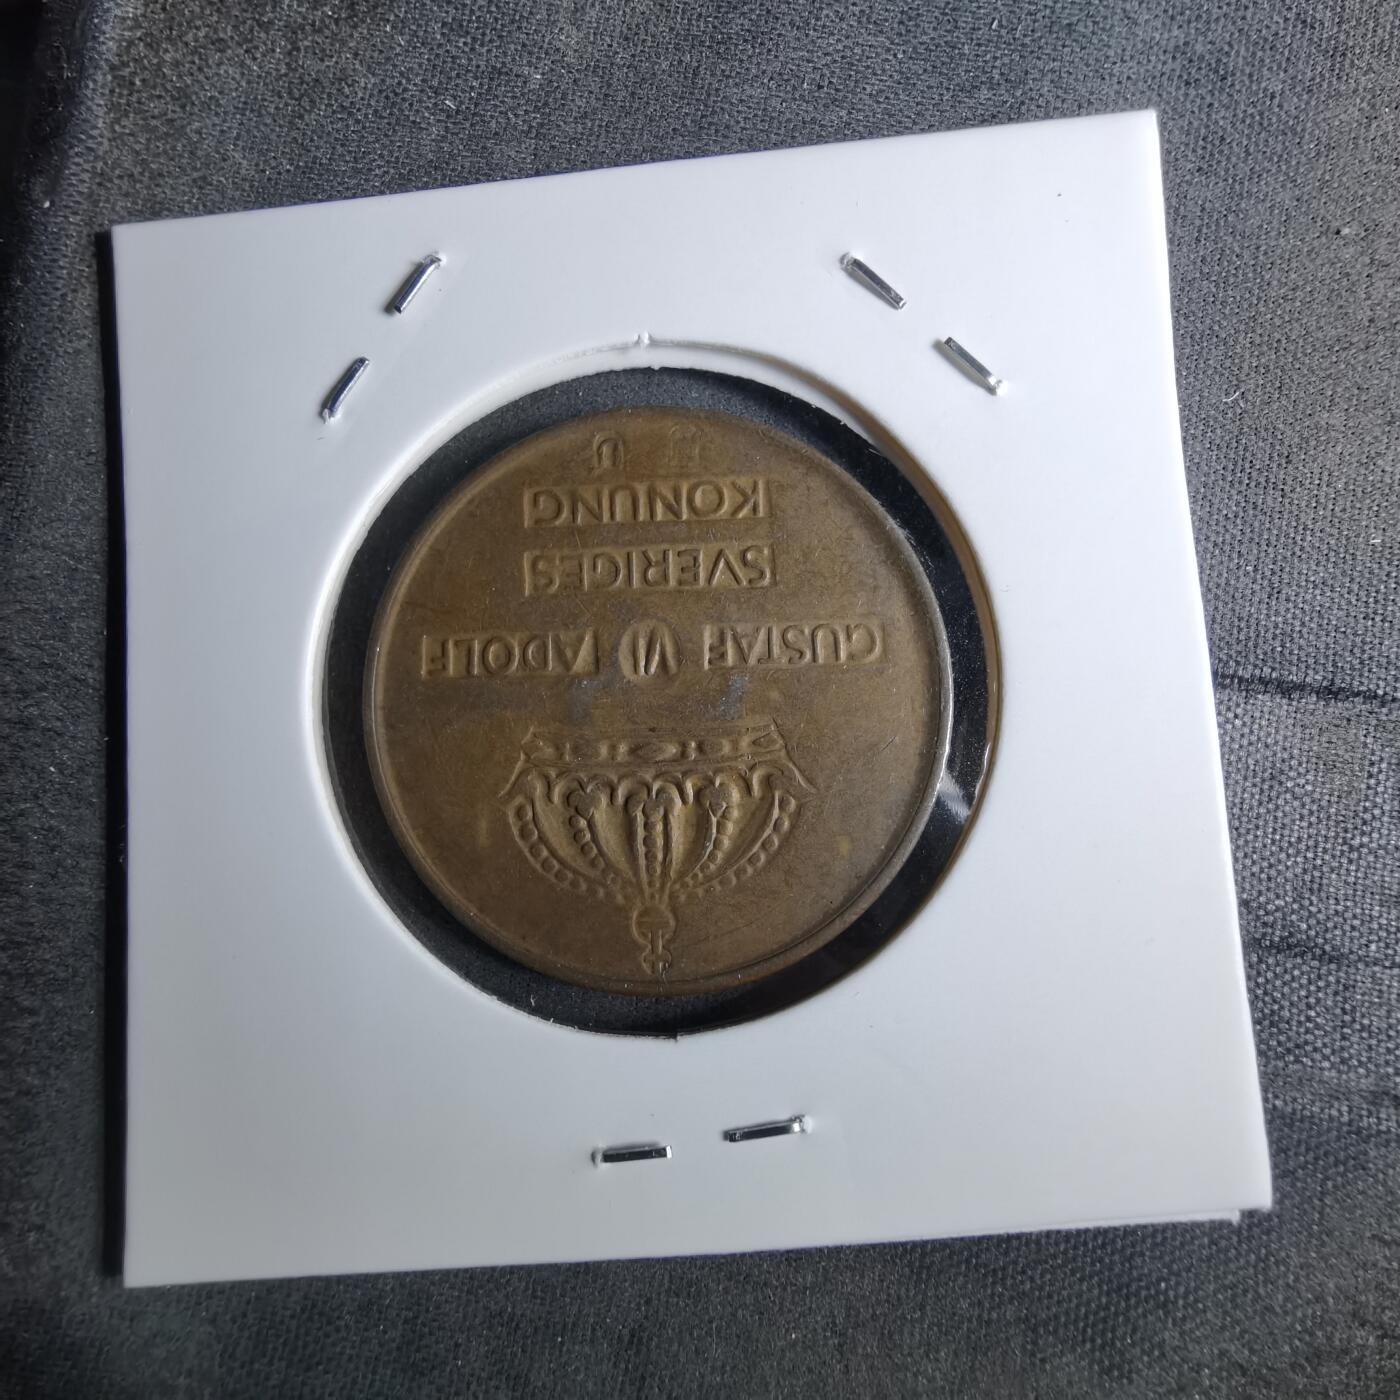 GUSTAF VI ADOLF
SVERIGES
KONUNG
U